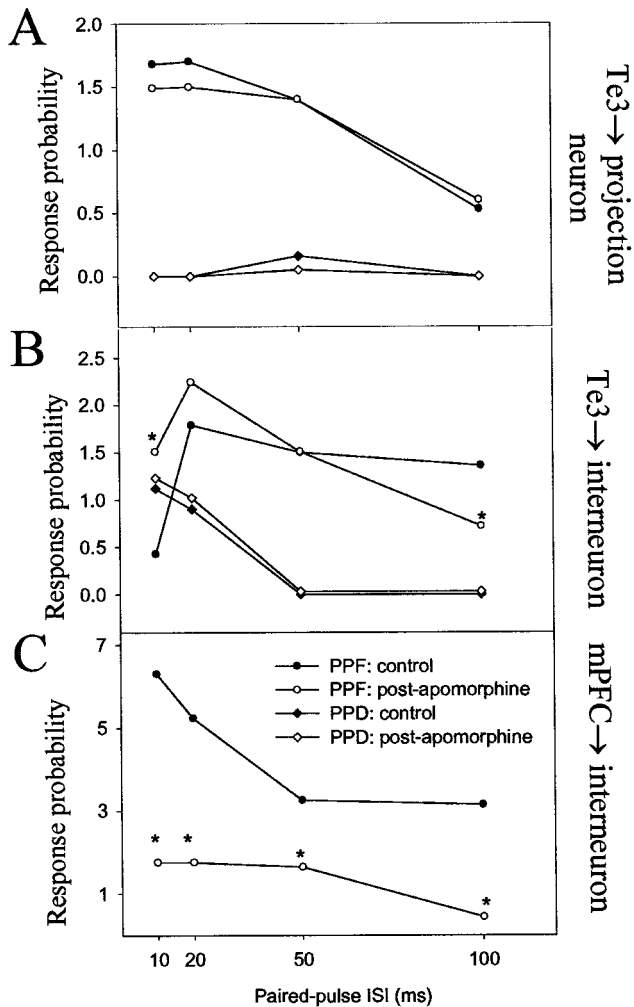 A
2.0
1.5
1.0
0.5
0.0
Response probability
Te3→ projection
neuron
B
2.5
2.0
1.5
1.0
0.5
0.0
*
*
Response probability
Te3→ interneuron
C
7
5
3
1
PPF: control
PPF: post-apomorphine
PPD: control
PPD: post-apomorphine
* * * *
Response probability
mPFC→ interneuron
10 20 50 100
Paired-pulse ISI (ms)